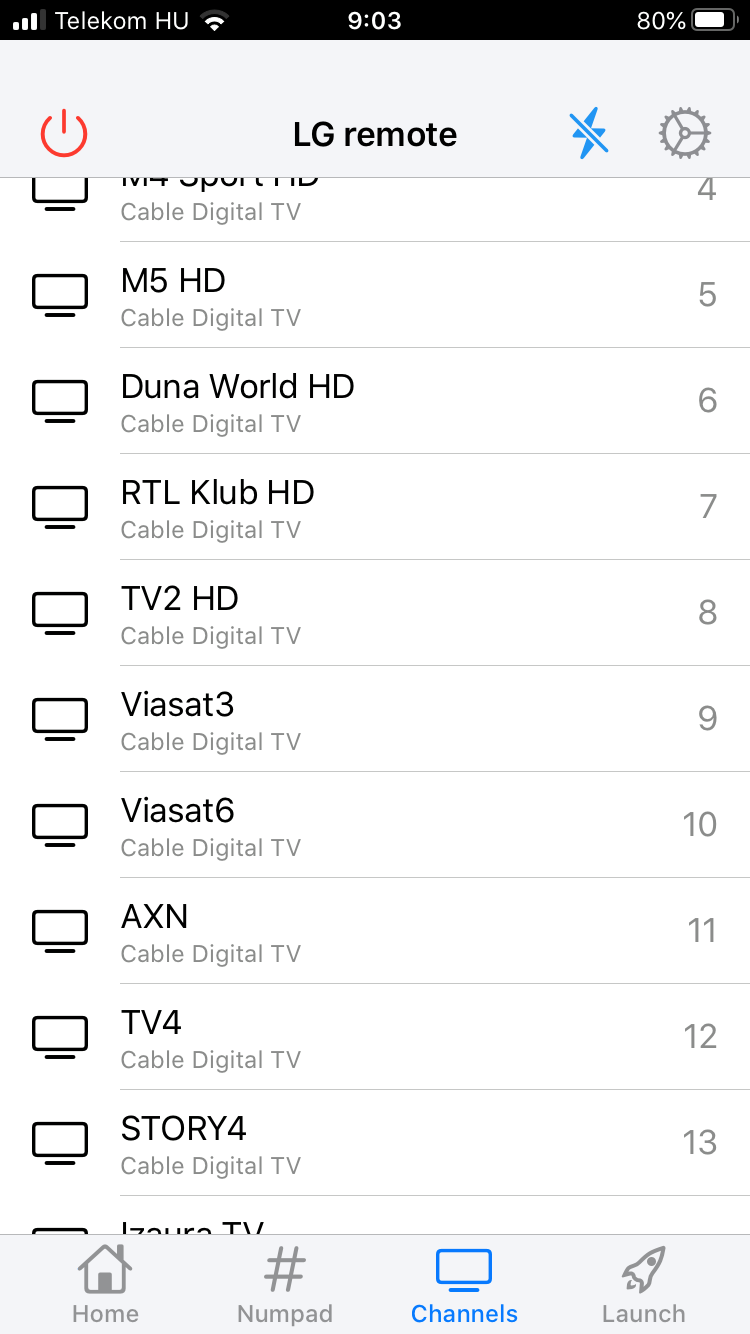 Telekom HU 9:03 80%
LG remote
M4 Sport HD 4
Cable Digital TV
M5 HD 5
Cable Digital TV
Duna World HD 6
Cable Digital TV
RTL Klub HD 7
Cable Digital TV
TV2 HD 8
Cable Digital TV
Viasat3 9
Cable Digital TV
Viasat6 10
Cable Digital TV
AXN 11
Cable Digital TV
TV4 12
Cable Digital TV
STORY4 13
Cable Digital TV
Izaura TV
Home Numpad Channels Launch